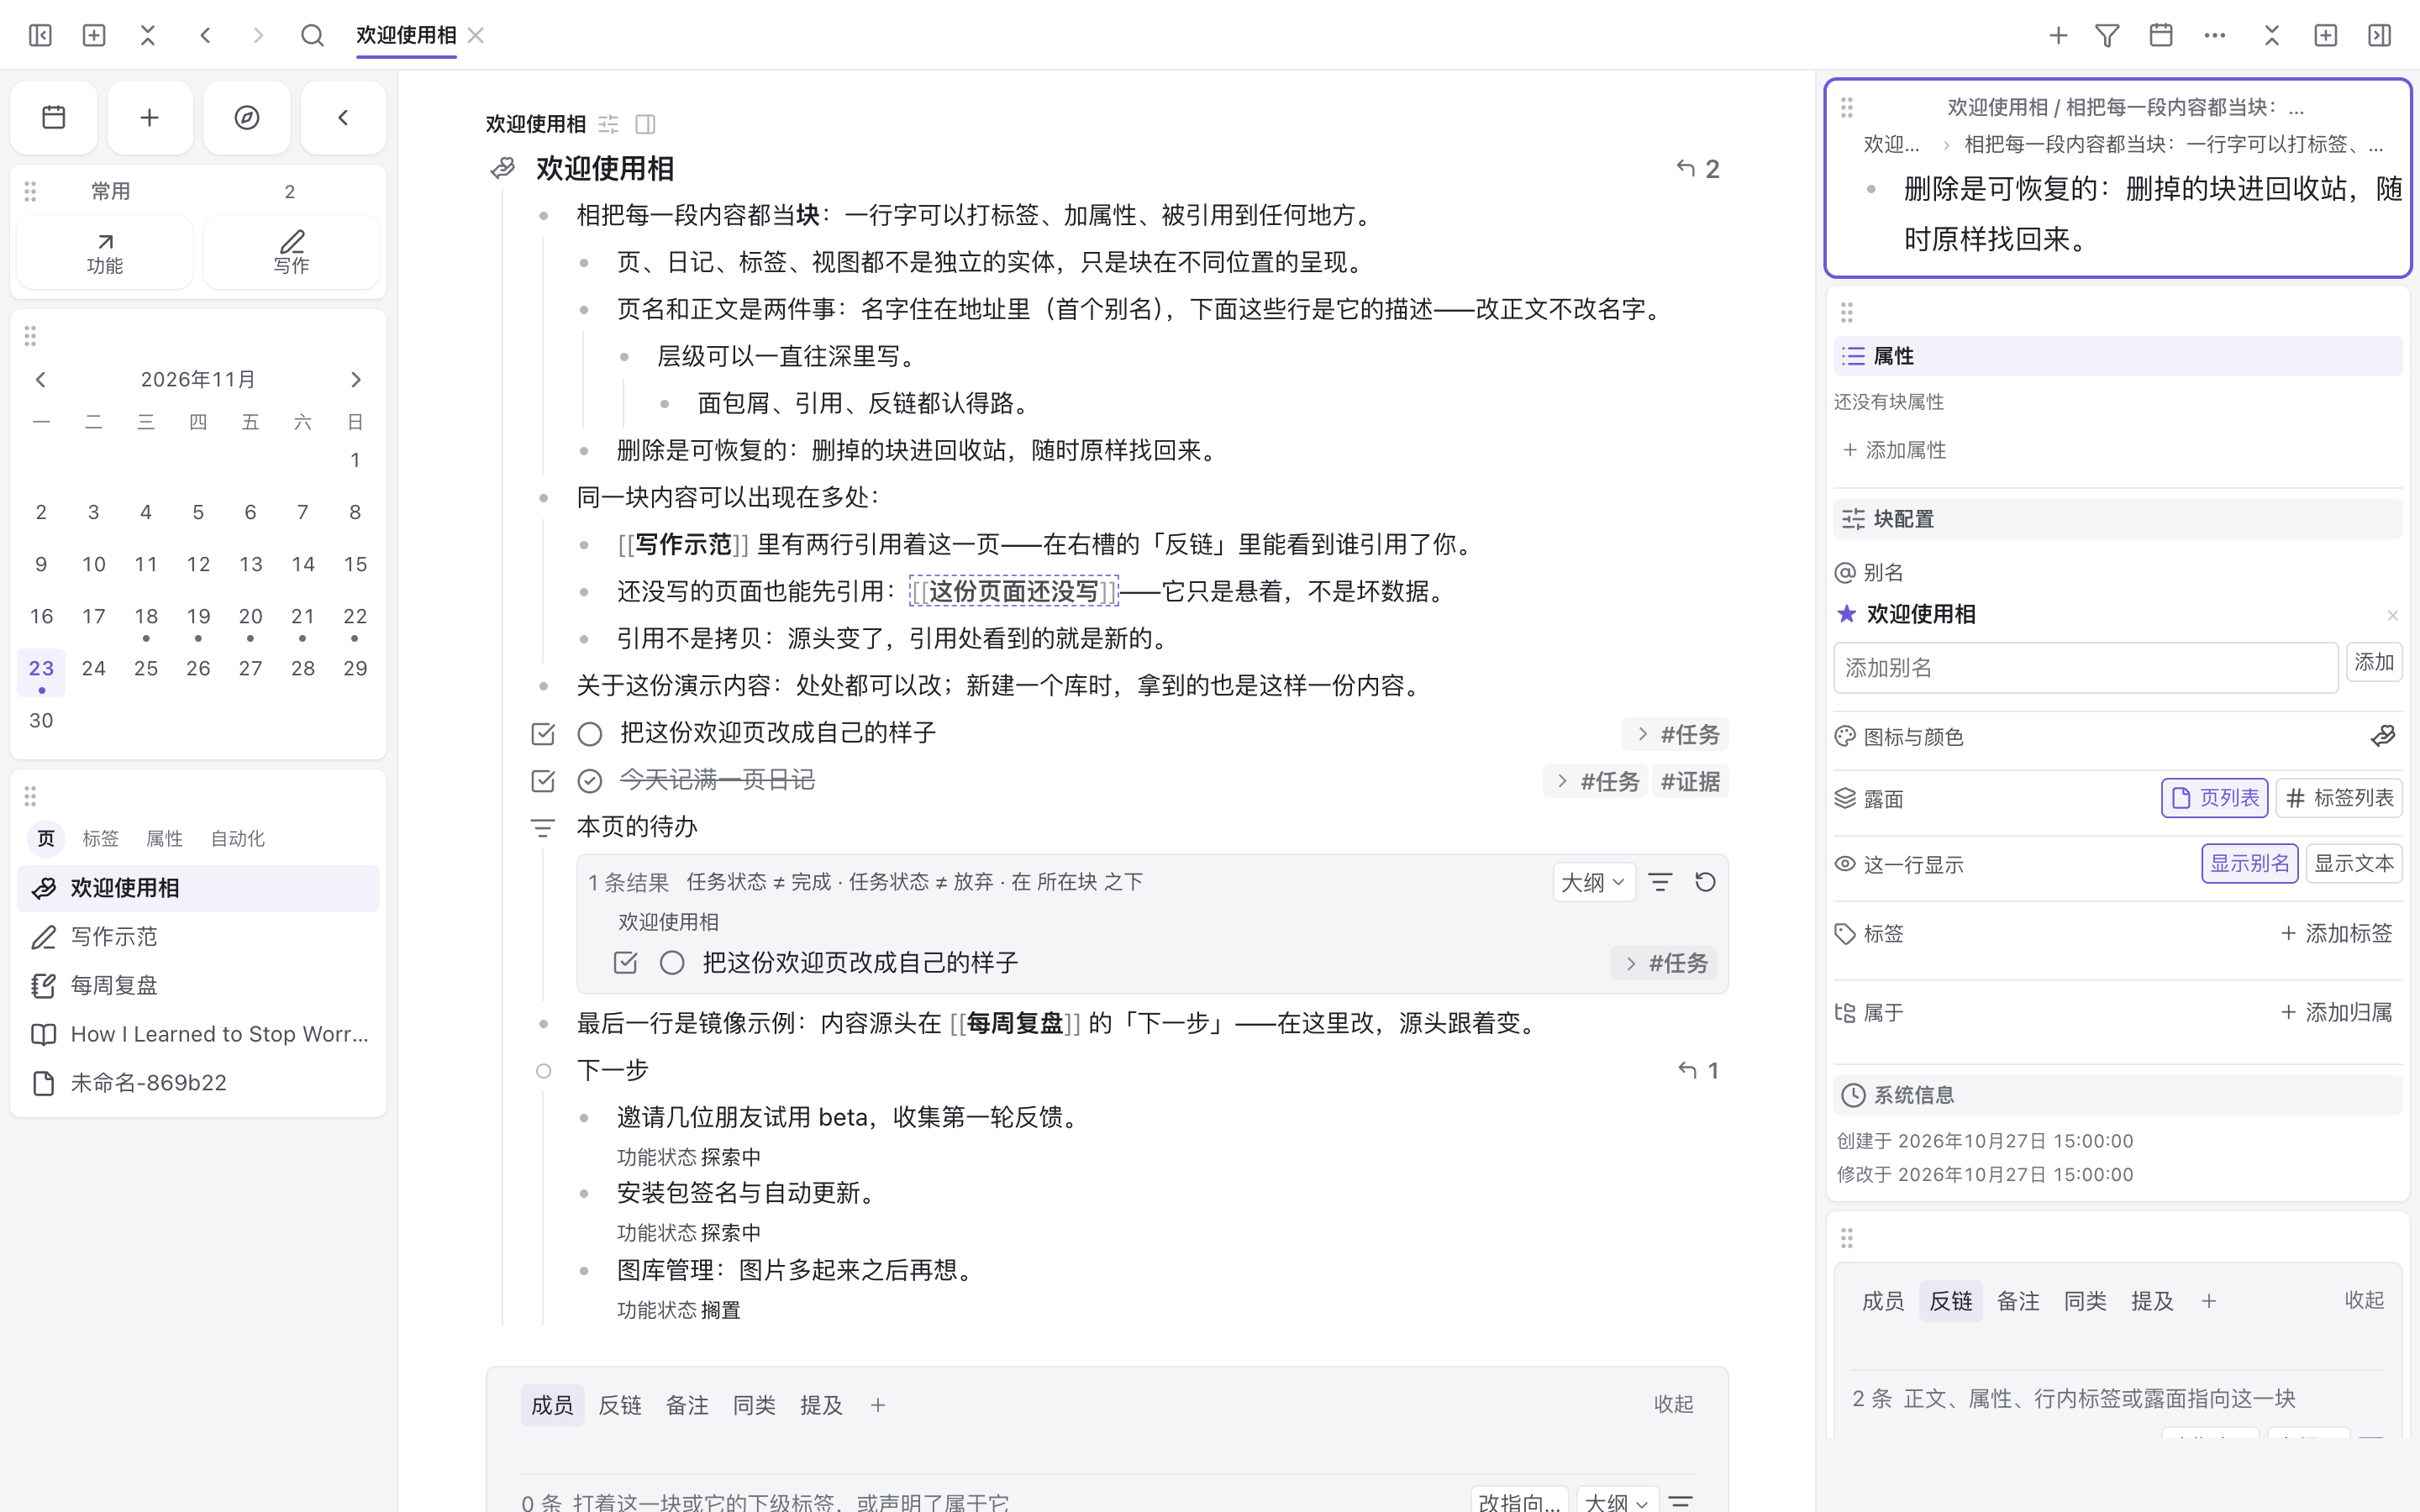 欢迎使用相
常用 2
功能 写作
2026年11月
一 二 三 四 五 六 日
1
2 3 4 5 6 7 8
9 10 11 12 13 14 15
16 17 18 19 20 21 22
23 24 25 26 27 28 29
30
页 标签 属性 自动化
欢迎使用相
写作示范
每周复盘
How I Learned to Stop Worr...
未命名-869b22
欢迎使用相
欢迎使用相 2
相把每一段内容都当块：一行字可以打标签、加属性、被引用到任何地方。
页、日记、标签、视图都不是独立的实体，只是块在不同位置的呈现。
页名和正文是两件事：名字住在地址里（首个别名），下面这些行是它的描述——改正文不改名字。
层级可以一直往深里写。
面包屑、引用、反链都认得路。
删除是可恢复的：删掉的块进回收站，随时原样找回来。
同一块内容可以出现在多处：
[[写作示范]] 里有两行引用着这一页——在右槽的「反链」里能看到谁引用了你。
还没写的页面也能先引用：[[这份页面还没写]]——它只是悬着，不是坏数据。
引用不是拷贝：源头变了，引用处看到的就是新的。
关于这份演示内容：处处都可以改；新建一个库时，拿到的也是这样一份内容。
把这份欢迎页改成自己的样子 #任务
今天记满一页日记 #任务 #证据
本页的待办
1 条结果 任务状态 ≠ 完成 · 任务状态 ≠ 放弃 · 在 所在块 之下 大纲
欢迎使用相
把这份欢迎页改成自己的样子 #任务
最后一行是镜像示例：内容源头在 [[每周复盘]] 的「下一步」——在这里改，源头跟着变。
下一步 1
邀请几位朋友试用 beta，收集第一轮反馈。
功能状态 探索中
安装包签名与自动更新。
功能状态 探索中
图库管理：图片多起来之后再想。
功能状态 搁置
成员 反链 备注 同类 提及 + 收起
0 条 打着这一块或它的下级标签，或声明了属于它 改指向... 大纲
欢迎使用相 / 相把每一段内容都当块：...
欢迎... › 相把每一段内容都当块：一行字可以打标签、...
删除是可恢复的：删掉的块进回收站，随
时原样找回来。
属性
还没有块属性
+ 添加属性
块配置
别名
欢迎使用相 ×
添加别名 添加
图标与颜色
露面 页列表 # 标签列表
这一行显示 显示别名 显示文本
标签 + 添加标签
属于 + 添加归属
系统信息
创建于 2026年10月27日 15:00:00
修改于 2026年10月27日 15:00:00
成员 反链 备注 同类 提及 + 收起
2 条 正文、属性、行内标签或露面指向这一块